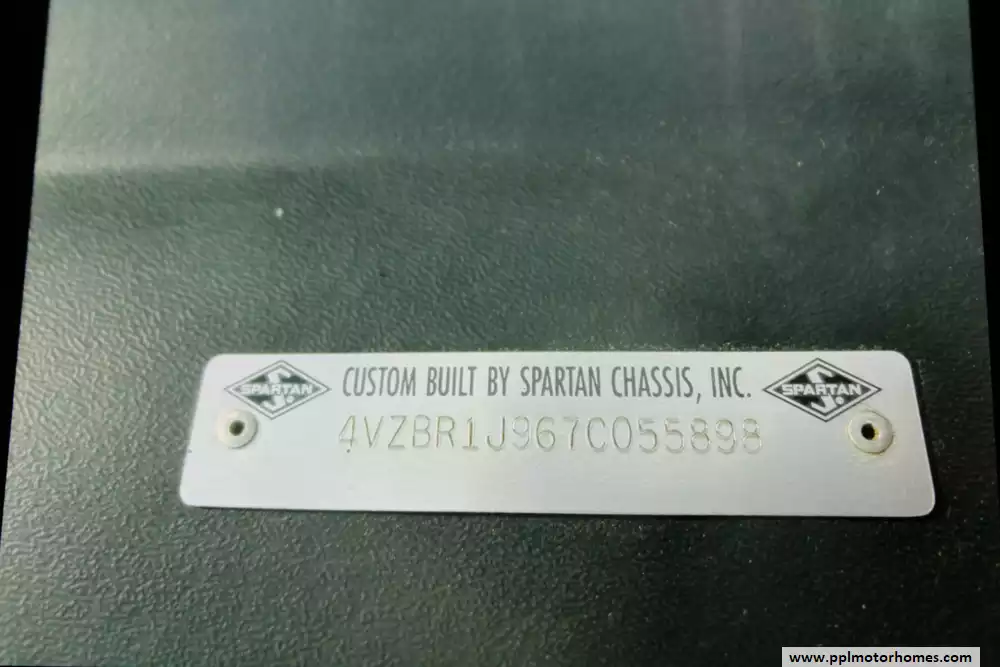 SPARTAN CUSTOM BUILT BY SPARTAN CHASSIS, INC. SPARTAN
4VZBR1J967C055898
www.pplmotorhomes.com